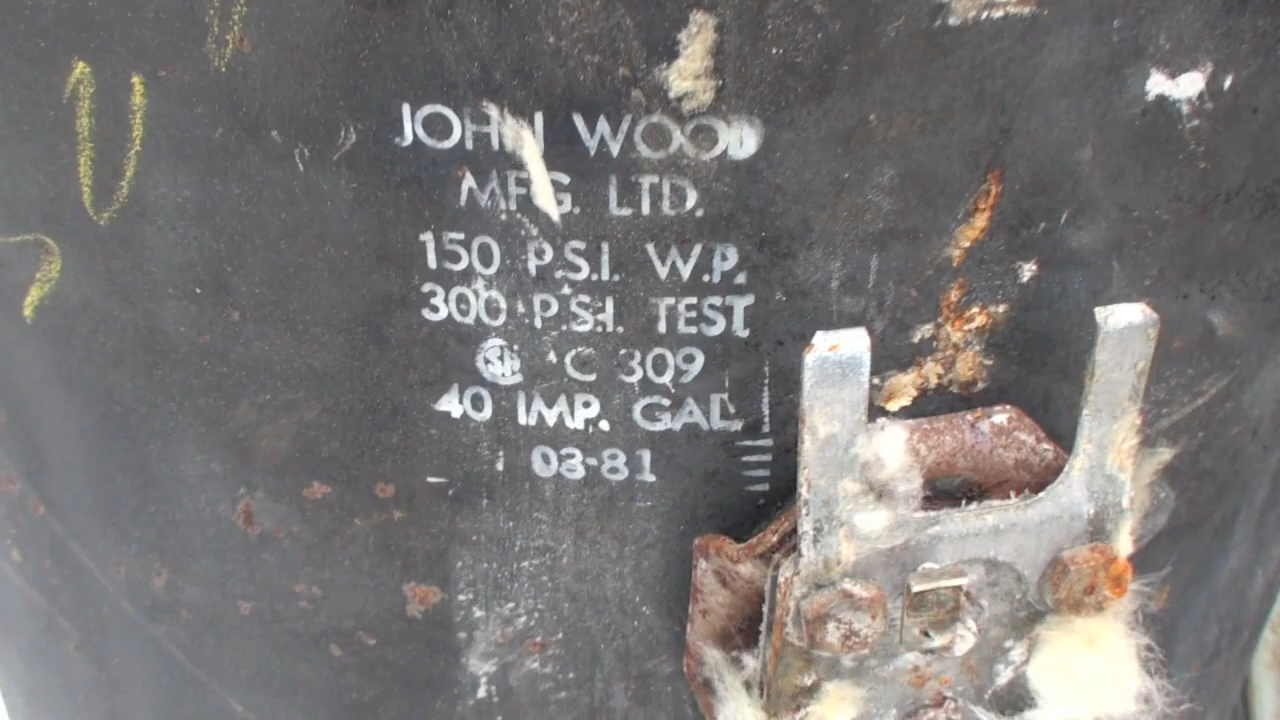 JOHN WOOD
MFG. LTD.
150 P.S.I. W.P.
300 P.S.I. TEST
C 309
40 IMP. GAL.
03-81